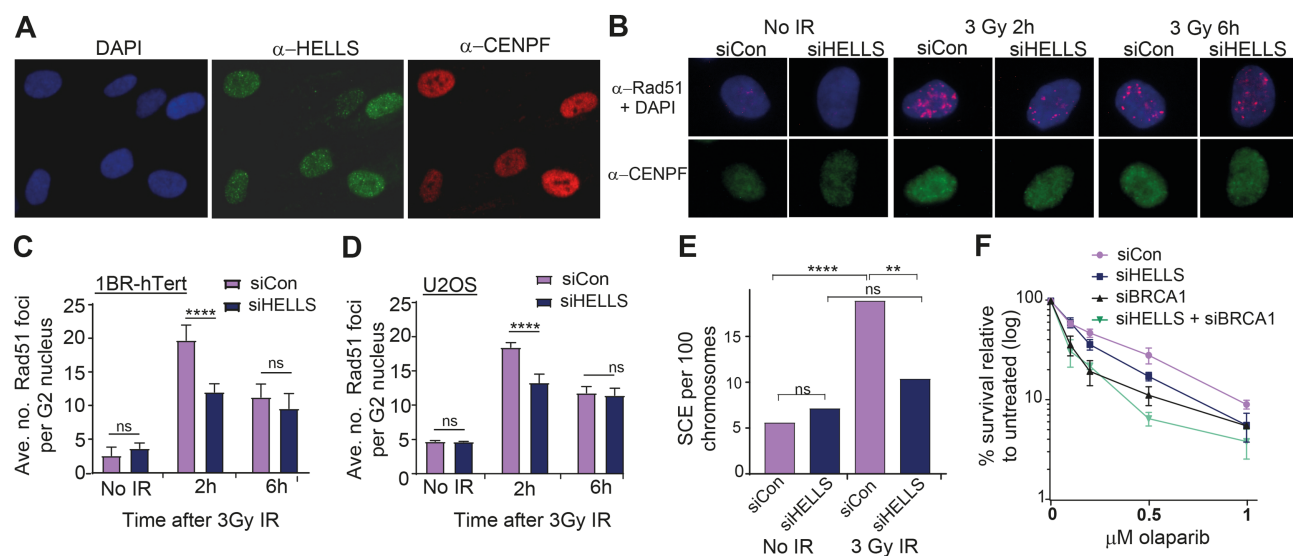 A
DAPI
α–HELLS
α–CENPF
B
No IR
3 Gy 2h
3 Gy 6h
siCon
siHELLS
siCon
siHELLS
siCon
siHELLS
α–Rad51
+ DAPI
α–CENPF
C
1BR-hTert
siCon
siHELLS
Ave. no. Rad51 foci
per G2 nucleus
25
20
15
10
5
0
ns
****
ns
No IR
2h
6h
Time after 3Gy IR
D
U2OS
siCon
siHELLS
Ave. no. Rad51 foci
per G2 nucleus
25
20
15
10
5
0
ns
****
ns
No IR
2h
6h
Time after 3Gy IR
E
SCE per 100
chromosomes
15
10
5
0
****
**
ns
ns
siCon
siHELLS
siCon
siHELLS
No IR
3 Gy IR
F
siCon
siHELLS
siBRCA1
siHELLS + siBRCA1
% survival relative
to untreated (log)
100
10
1
0
0.5
1
μM olaparib